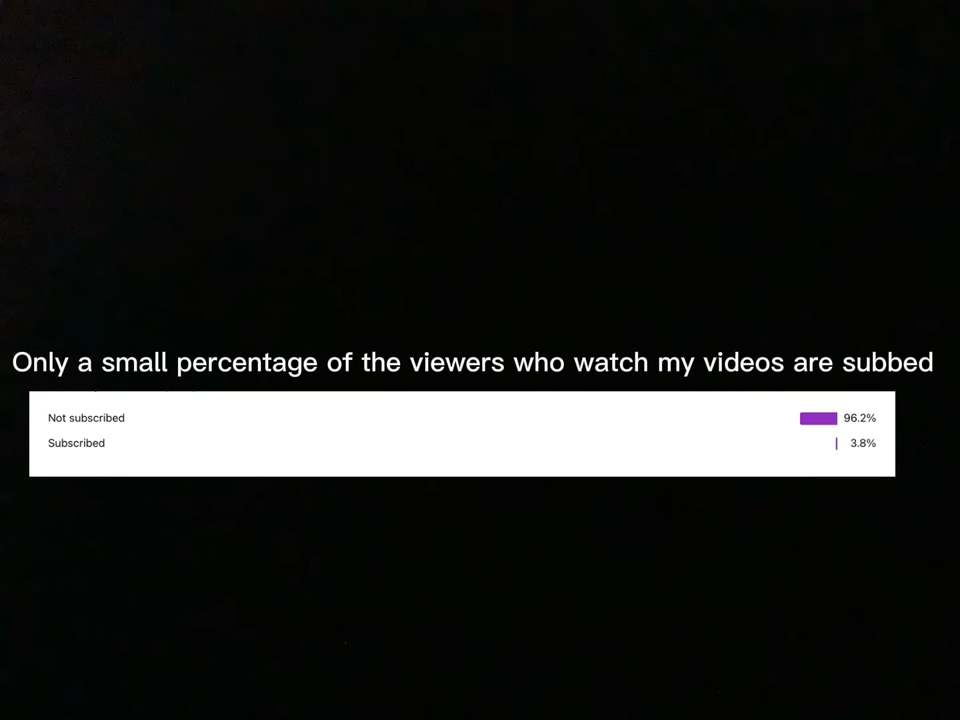 Only a small percentage of the viewers who watch my videos are subbed
Not subscribed 96.2%
Subscribed 3.8%